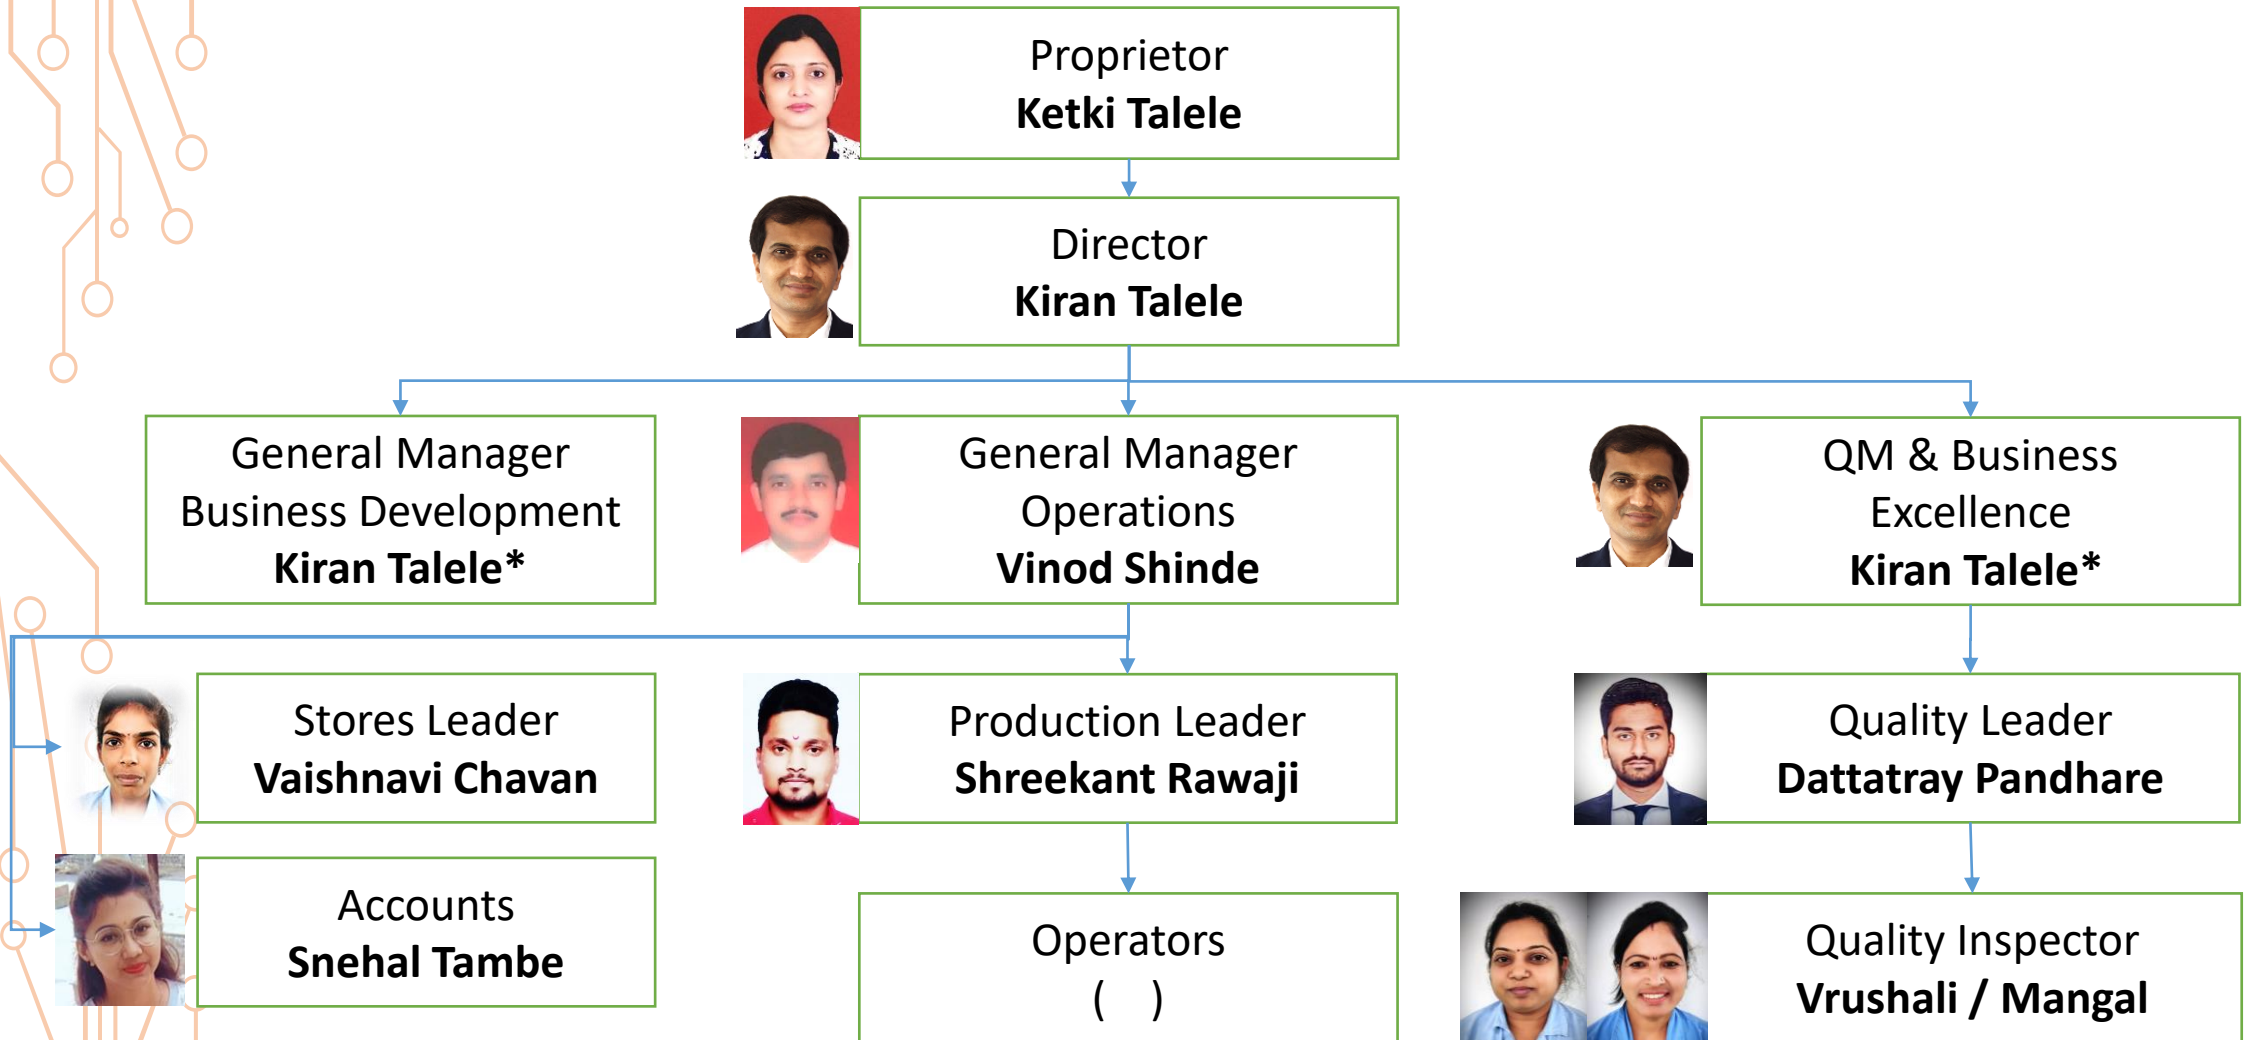 Proprietor
Ketki Talele
Director
Kiran Talele
General Manager
Business Development
Kiran Talele*
General Manager
Operations
Vinod Shinde
QM & Business
Excellence
Kiran Talele*
Stores Leader
Vaishnavi Chavan
Production Leader
Shreekant Rawaji
Quality Leader
Dattatray Pandhare
Accounts
Snehal Tambe
Operators
(    )
Quality Inspector
Vrushali / Mangal